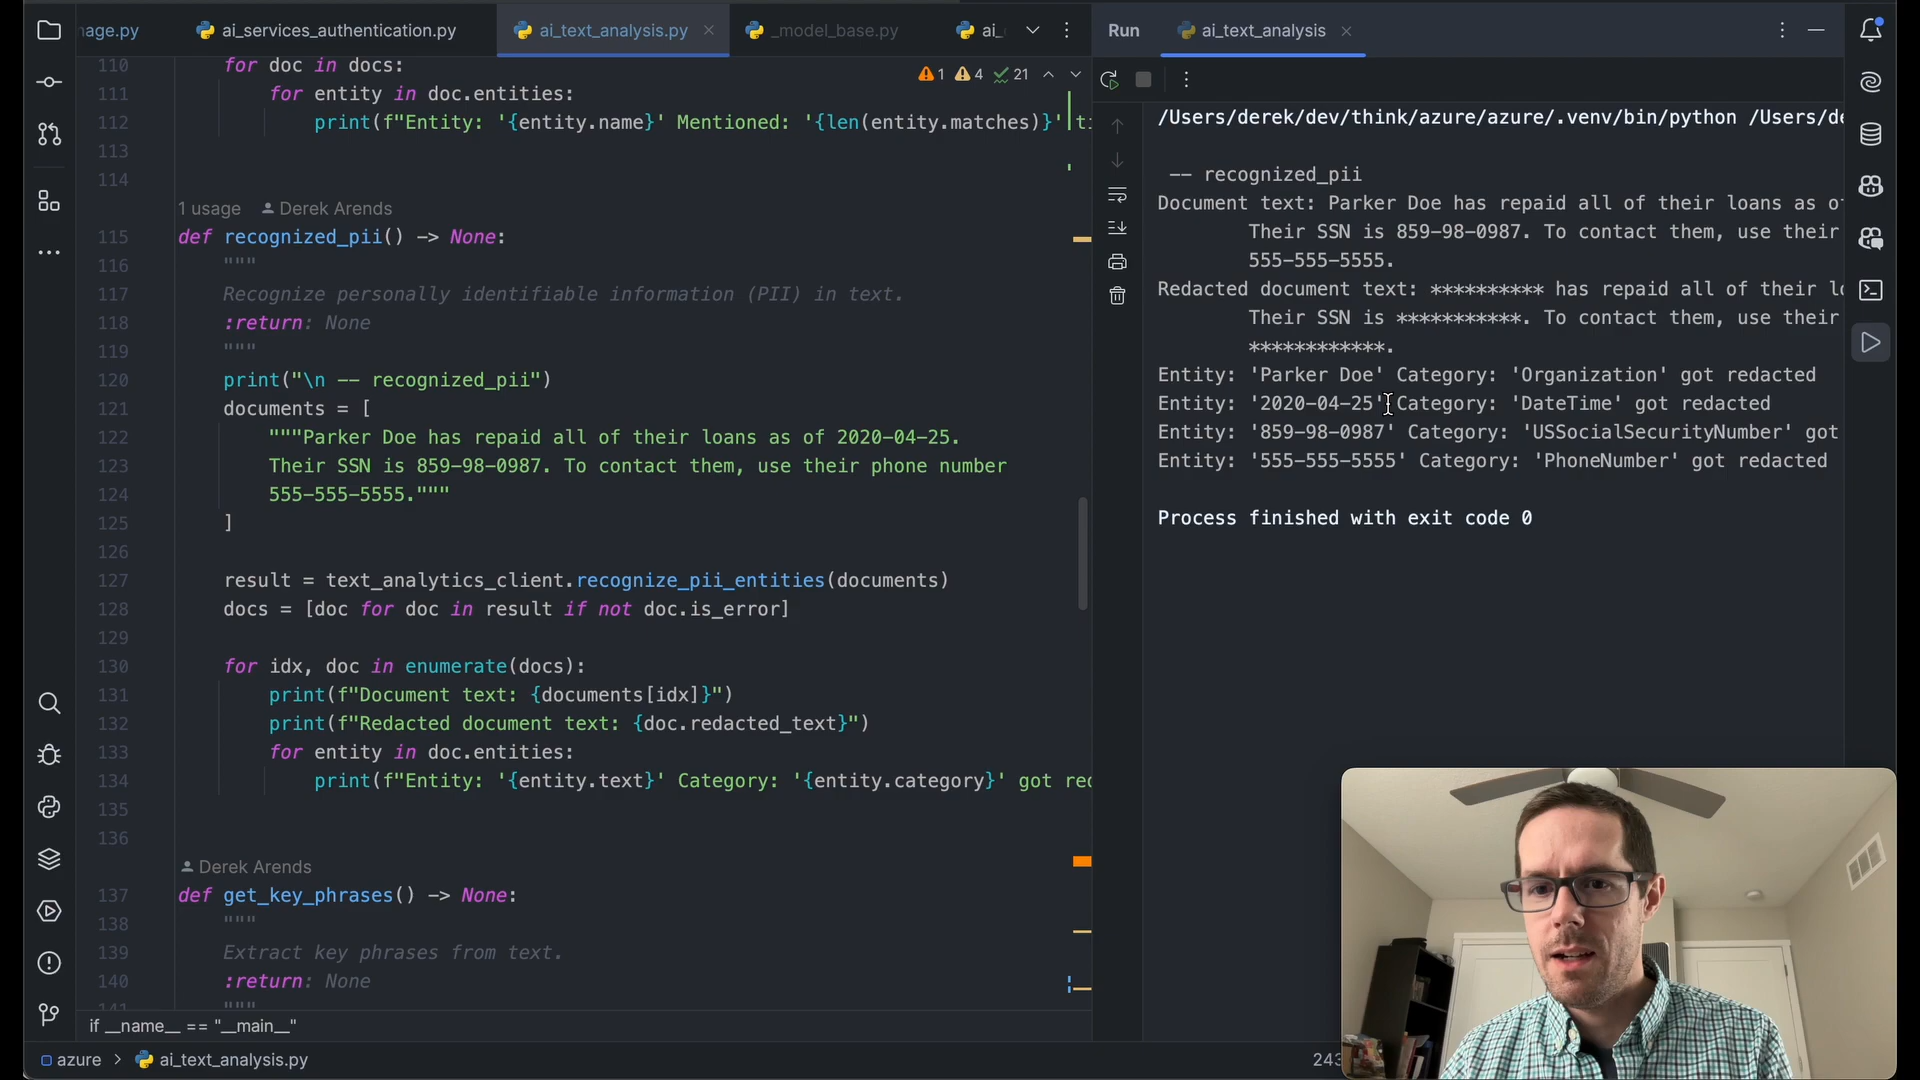 nage.py
ai_services_authentication.py
ai_text_analysis.py
_model_base.py
ai_
Run
ai_text_analysis
1 4 21
110 for doc in docs:
111 for entity in doc.entities:
112 print(f"Entity: '{entity.name}' Mentioned: '{len(entity.matches)}' ti
113
114
1 usage Derek Arends
115 def recognized_pii() -> None:
116 """
117 Recognize personally identifiable information (PII) in text.
118 :return: None
119 """
120 print("\n -- recognized_pii")
121 documents = [
122 """Parker Doe has repaid all of their loans as of 2020-04-25.
123 Their SSN is 859-98-0987. To contact them, use their phone number
124 555-555-5555."""
125 ]
126
127 result = text_analytics_client.recognize_pii_entities(documents)
128 docs = [doc for doc in result if not doc.is_error]
129
130 for idx, doc in enumerate(docs):
131 print(f"Document text: {documents[idx]}")
132 print(f"Redacted document text: {doc.redacted_text}")
133 for entity in doc.entities:
134 print(f"Entity: '{entity.text}' Category: '{entity.category}' got red
135
136
Derek Arends
137 def get_key_phrases() -> None:
138 """
139 Extract key phrases from text.
140 :return: None
141 """
if __name__ == "__main__"
azure > ai_text_analysis.py
243
/Users/derek/dev/think/azure/azure/.venv/bin/python /Users/de
-- recognized_pii
Document text: Parker Doe has repaid all of their loans as of
Their SSN is 859-98-0987. To contact them, use their
555-555-5555.
Redacted document text: ********** has repaid all of their lo
Their SSN is ***********. To contact them, use their
************.
Entity: 'Parker Doe' Category: 'Organization' got redacted
Entity: '2020-04-25' Category: 'DateTime' got redacted
Entity: '859-98-0987' Category: 'USSocialSecurityNumber' got
Entity: '555-555-5555' Category: 'PhoneNumber' got redacted
Process finished with exit code 0